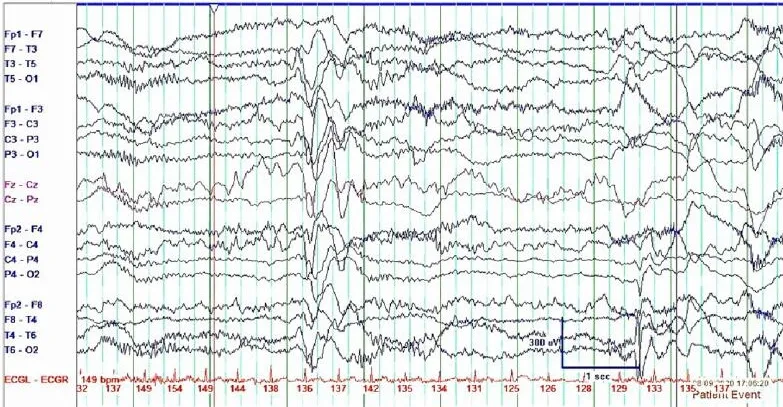 Fp1 - F7
F7 - T3
T3 - T5
T5 - O1
Fp1 - F3
F3 - C3
C3 - P3
P3 - O1
Fz - Cz
Cz - Pz
Fp2 - F4
F4 - C4
C4 - P4
P4 - O2
Fp2 - F8
F8 - T4
T4 - T6
T6 - O2
300 uV
1 sec
ECGL - ECGR 149 bpm
32 137 149 154 149 138 136 137 142 135 134 131 125 126 128 129 133 135 137 132
Patient Event